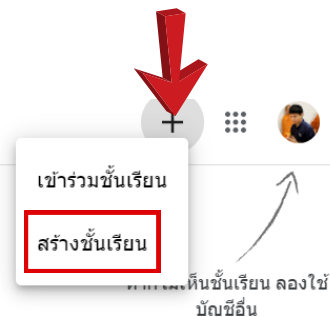 เข้าร่วมชั้นเรียน
สร้างชั้นเรียน
เห็นชั้นเรียน ลองใช้
บัญชีอื่น